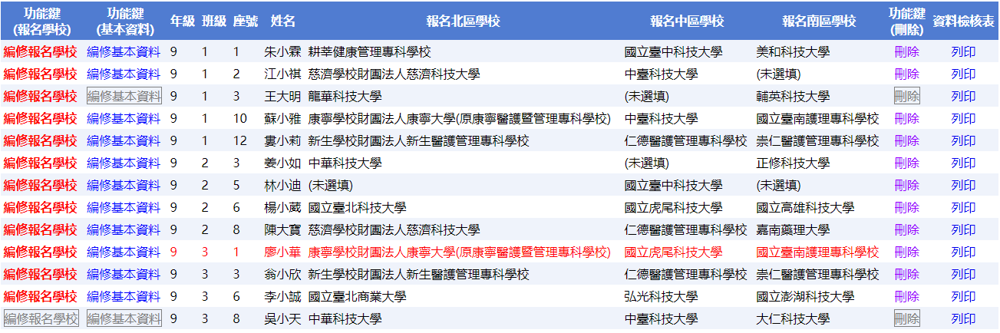 功能鍵 (報名學校) 功能鍵 (基本資料) 年級 班級 座號 姓名 報名北區學校 報名中區學校 報名南區學校 功能鍵 (刪除) 資料檢核表
編修報名學校 編修基本資料 9 1 1 朱小霖 耕莘健康管理專科學校 國立臺中科技大學 美和科技大學 刪除 列印
編修報名學校 編修基本資料 9 1 2 江小祺 慈濟學校財團法人慈濟科技大學 中臺科技大學 (未選填) 刪除 列印
編修報名學校 編修基本資料 9 1 3 王大明 龍華科技大學 (未選填) 輔英科技大學 刪除 列印
編修報名學校 編修基本資料 9 1 10 蘇小雅 康寧學校財團法人康寧大學(原康寧醫護暨管理專科學校) 中臺科技大學 國立臺南護理專科學校 刪除 列印
編修報名學校 編修基本資料 9 1 12 婁小莉 新生學校財團法人新生醫護管理專科學校 仁德醫護管理專科學校 崇仁醫護管理專科學校 刪除 列印
編修報名學校 編修基本資料 9 2 3 姜小如 中華科技大學 (未選填) 正修科技大學 刪除 列印
編修報名學校 編修基本資料 9 2 5 林小迪 (未選填) 國立臺中科技大學 (未選填) 刪除 列印
編修報名學校 編修基本資料 9 2 6 楊小葳 國立臺北科技大學 國立虎尾科技大學 國立高雄科技大學 刪除 列印
編修報名學校 編修基本資料 9 2 8 陳大寶 慈濟學校財團法人慈濟科技大學 仁德醫護管理專科學校 嘉南藥理大學 刪除 列印
編修報名學校 編修基本資料 9 3 1 廖小華 康寧學校財團法人康寧大學(原康寧醫護暨管理專科學校) 國立虎尾科技大學 國立臺南護理專科學校 刪除 列印
編修報名學校 編修基本資料 9 3 3 翁小欣 新生學校財團法人新生醫護管理專科學校 仁德醫護管理專科學校 崇仁醫護管理專科學校 刪除 列印
編修報名學校 編修基本資料 9 3 6 李小誠 國立臺北商業大學 弘光科技大學 國立澎湖科技大學 刪除 列印
編修報名學校 編修基本資料 9 3 8 吳小天 中華科技大學 中臺科技大學 大仁科技大學 刪除 列印